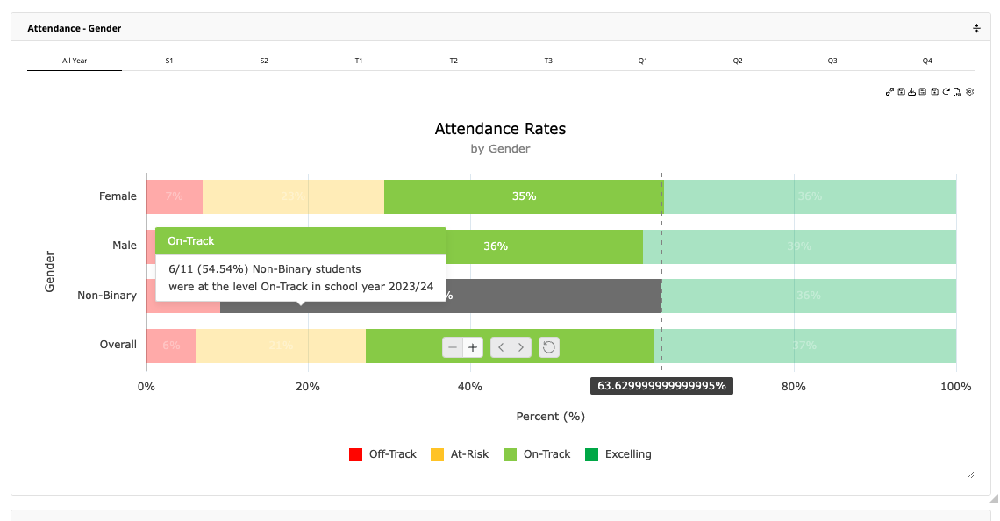 Attendance - Gender
All Year S1 S2 T1 T2 T3 Q1 Q2 Q3 Q4
Attendance Rates
by Gender
Gender
Female 7% 35% 36%
Male 36% 39%
On-Track
6/11 (54.54%) Non-Binary students
were at the level On-Track in school year 2023/24
Non-Binary % 36%
Overall 6% 21% 37%
0% 20% 40% 63.629999999999995% 80% 100%
Percent (%)
Off-Track At-Risk On-Track Excelling